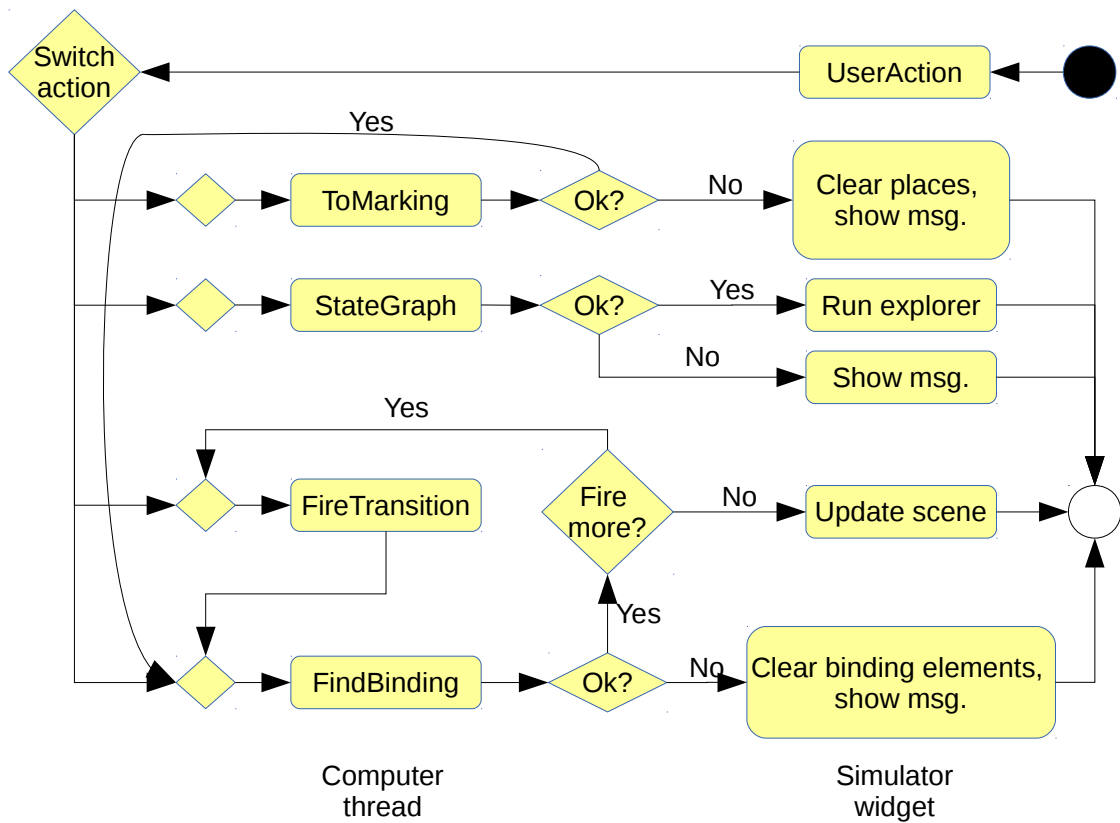 Switch
action
UserAction
Yes
ToMarking
Ok?
No
Clear places,
show msg.
StateGraph
Ok?
Yes
Run explorer
No
Show msg.
Yes
FireTransition
Fire
more?
No
Update scene
Yes
FindBinding
Ok?
No
Clear binding elements,
show msg.
Computer
thread
Simulator
widget